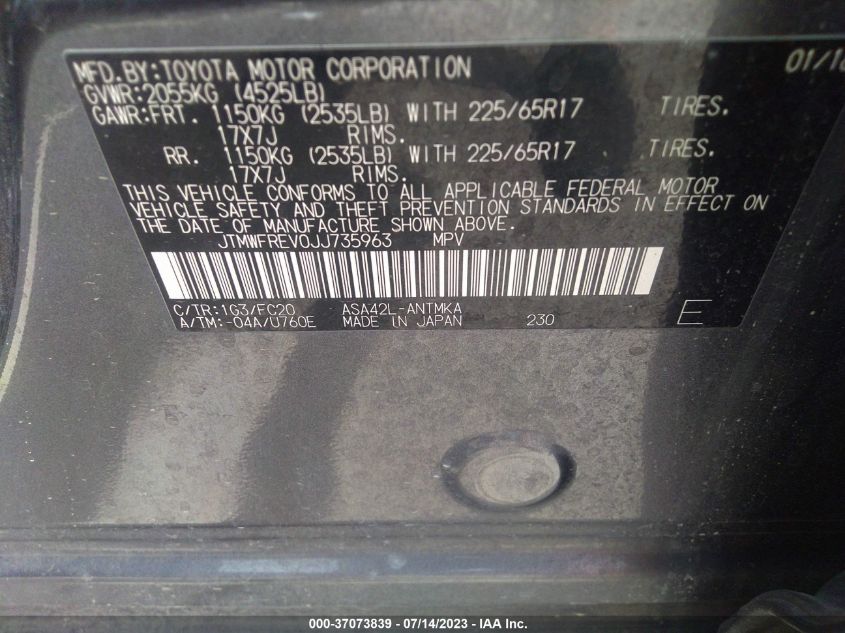 MFD.BY:TOYOTA MOTOR CORPORATION 01/18
GVWR:2055KG (4525LB)
GAWR:FRT. 1150KG (2535LB) WITH 225/65R17 TIRES.
17X7J RIMS.
RR. 1150KG (2535LB) WITH 225/65R17 TIRES.
17X7J RIMS.
THIS VEHICLE CONFORMS TO ALL APPLICABLE FEDERAL MOTOR
VEHICLE SAFETY AND THEFT PREVENTION STANDARDS IN EFFECT ON
THE DATE OF MANUFACTURE SHOWN ABOVE.
JTMWFREV0JJ735963 MPV
C/TR:1G3/FC20 ASA42L-ANTMKA
A/TM:-04A/U760E MADE IN JAPAN 230 E
000-37073839 - 07/14/2023 - IAA Inc.